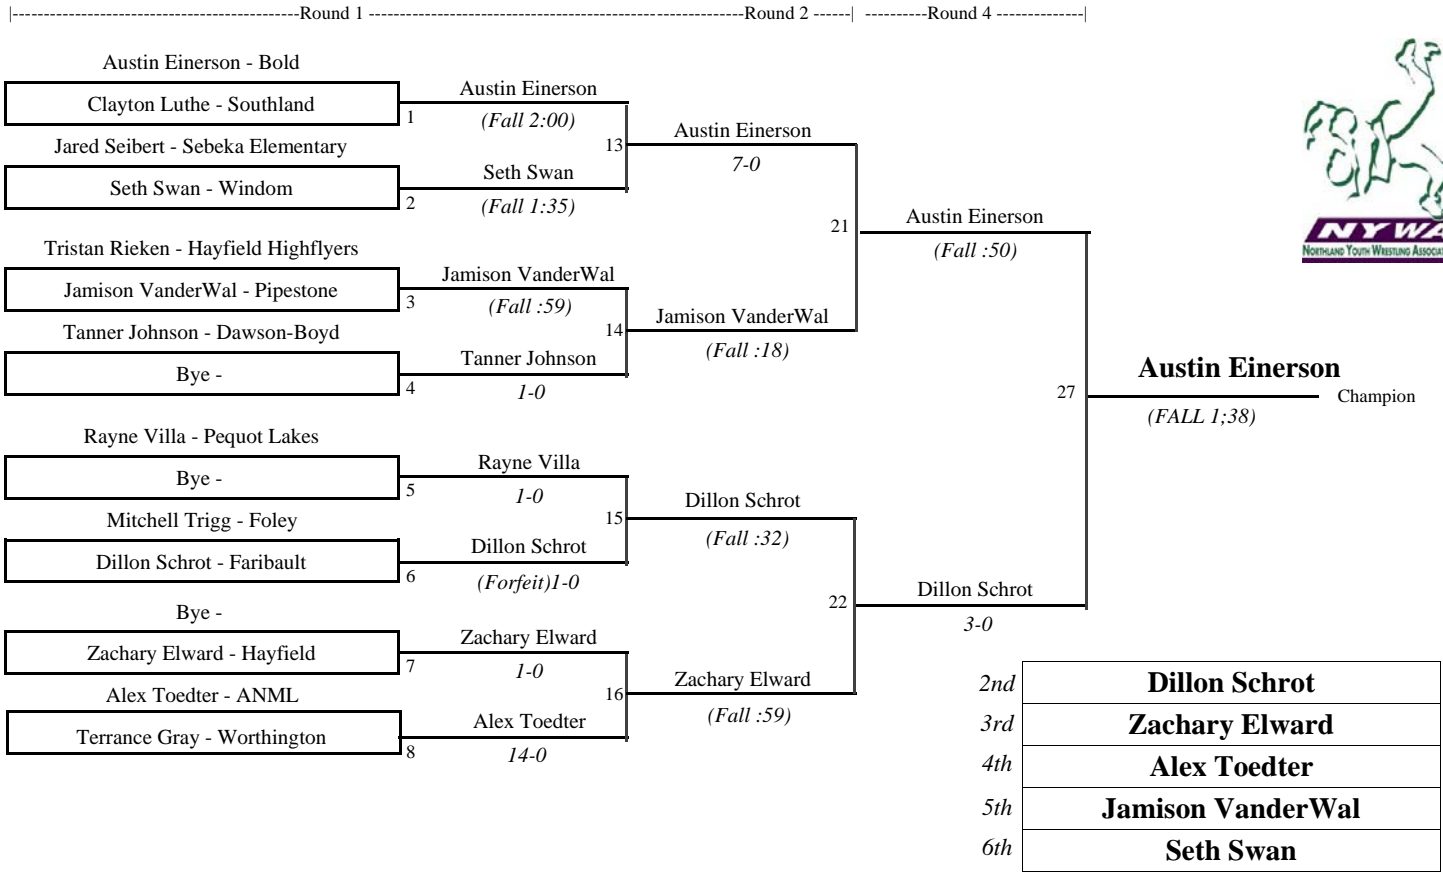 |----------------------------------------------Round 1 ------------------------------------------------------------Round 2 ------| ----------Round 4 --------------|
Austin Einerson - Bold
Clayton Luthe - Southland
1
Jared Seibert - Sebeka Elementary
Seth Swan - Windom
2
Tristan Rieken - Hayfield Highflyers
Jamison VanderWal - Pipestone
3
Tanner Johnson - Dawson-Boyd
Bye -
4
Rayne Villa - Pequot Lakes
Bye -
5
Mitchell Trigg - Foley
Dillon Schrot - Faribault
6
Bye -
Zachary Elward - Hayfield
7
Alex Toedter - ANML
Terrance Gray - Worthington
8
Austin Einerson
(Fall 2:00)
13
Seth Swan
(Fall 1:35)
Jamison VanderWal
(Fall :59)
14
Tanner Johnson
1-0
Rayne Villa
1-0
15
Dillon Schrot
(Forfeit)1-0
Zachary Elward
1-0
16
Alex Toedter
14-0
Austin Einerson
7-0
21
Jamison VanderWal
(Fall :18)
Dillon Schrot
(Fall :32)
22
Zachary Elward
(Fall :59)
Austin Einerson
(Fall :50)
27
Dillon Schrot
3-0
NYWA
NORTHLAND YOUTH WRESTLING ASSOCIAT
Austin Einerson
Champion
(FALL 1;38)
2nd Dillon Schrot
3rd Zachary Elward
4th Alex Toedter
5th Jamison VanderWal
6th Seth Swan